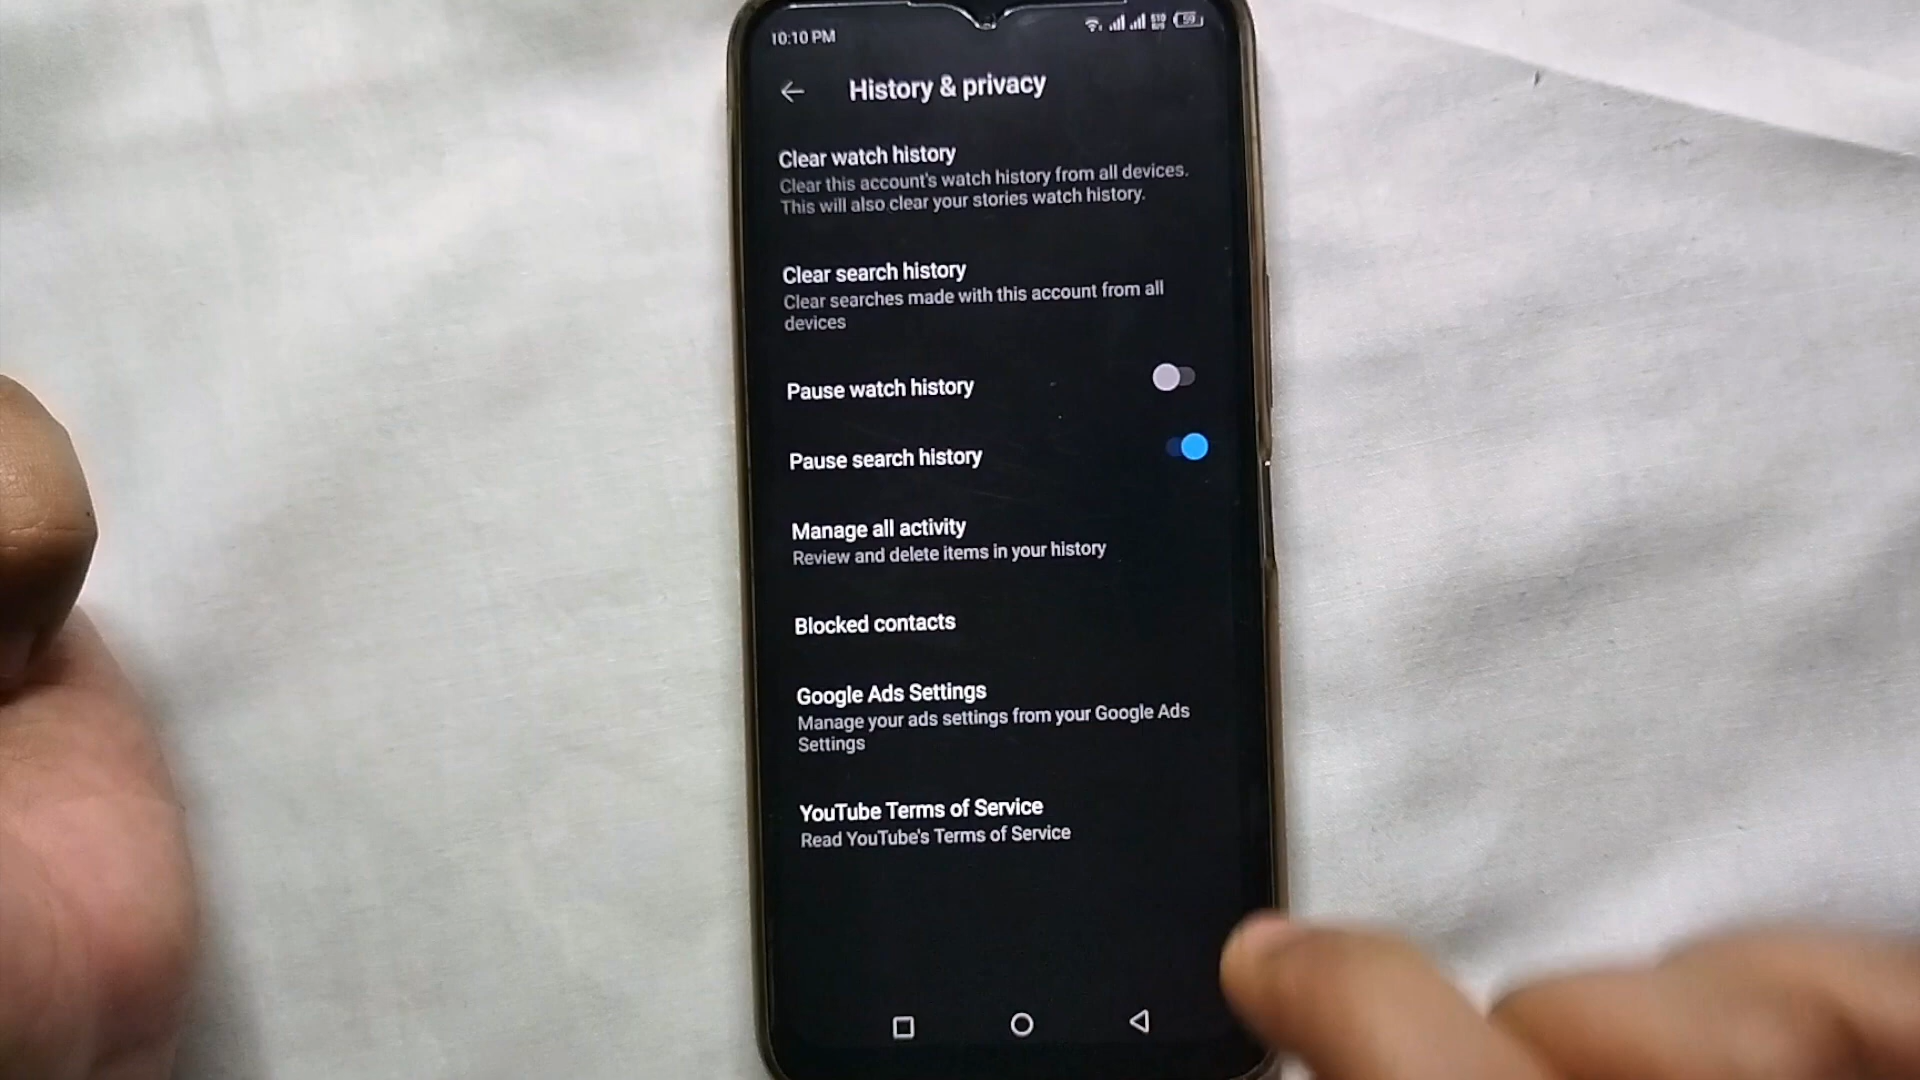 10:10 PM
59
History & privacy
Clear watch history
Clear this account's watch history from all devices.
This will also clear your stories watch history.
Clear search history
Clear searches made with this account from all
devices
Pause watch history
Pause search history
Manage all activity
Review and delete items in your history
Blocked contacts
Google Ads Settings
Manage your ads settings from your Google Ads
Settings
YouTube Terms of Service
Read YouTube's Terms of Service